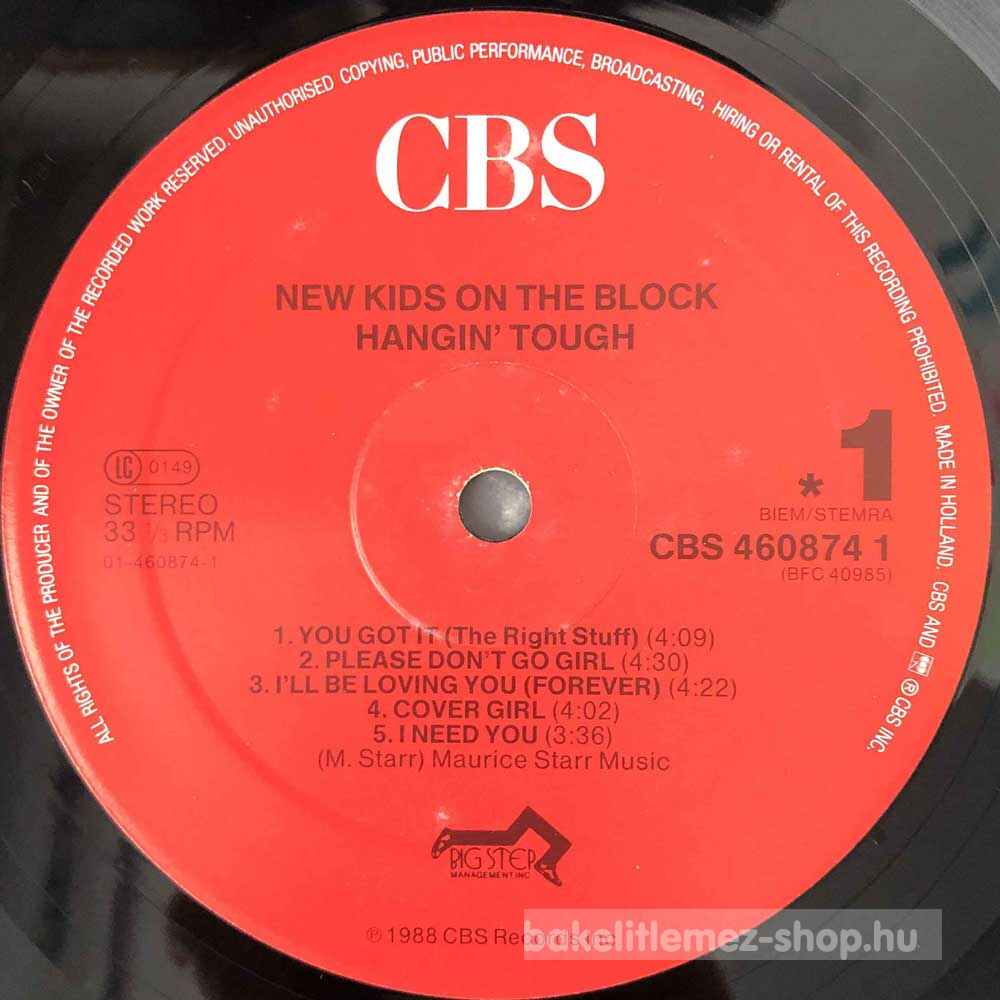 ALL RIGHTS OF THE PRODUCER AND OF THE OWNER OF THE RECORDED WORK RESERVED. UNAUTHORISED COPYING, PUBLIC PERFORMANCE, BROADCASTING, HIRING OR RENTAL OF THIS RECORDING PROHIBITED. MADE IN HOLLAND. CBS AND ℗ CBS INC.
CBS
NEW KIDS ON THE BLOCK
HANGIN' TOUGH
LC 0149
STEREO
33 1/3 RPM
01-460874-1
* 1
BIEM/STEMRA
CBS 460874 1
(BFC 40985)
1. YOU GOT IT (The Right Stuff) (4:09)
2. PLEASE DON'T GO GIRL (4:30)
3. I'LL BE LOVING YOU (FOREVER) (4:22)
4. COVER GIRL (4:02)
5. I NEED YOU (3:36)
(M. Starr) Maurice Starr Music
BIG STEP
MANAGEMENT INC
℗ 1988 CBS Records Inc.
bakelitlemez-shop.hu